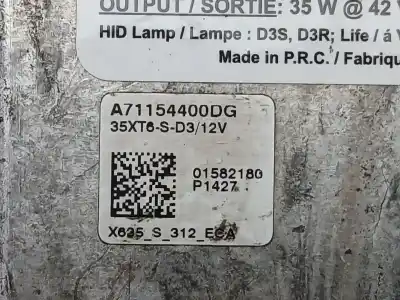 OUTPUT / SORTIE: 35 W @ 42 V
HID Lamp / Lampe : D3S, D3R; Life / á V
Made in P.R.C. / Fabriqu
A71154400DG
35XT6-S-D3/12V
01582180
P1427
X635_S_312_ECA